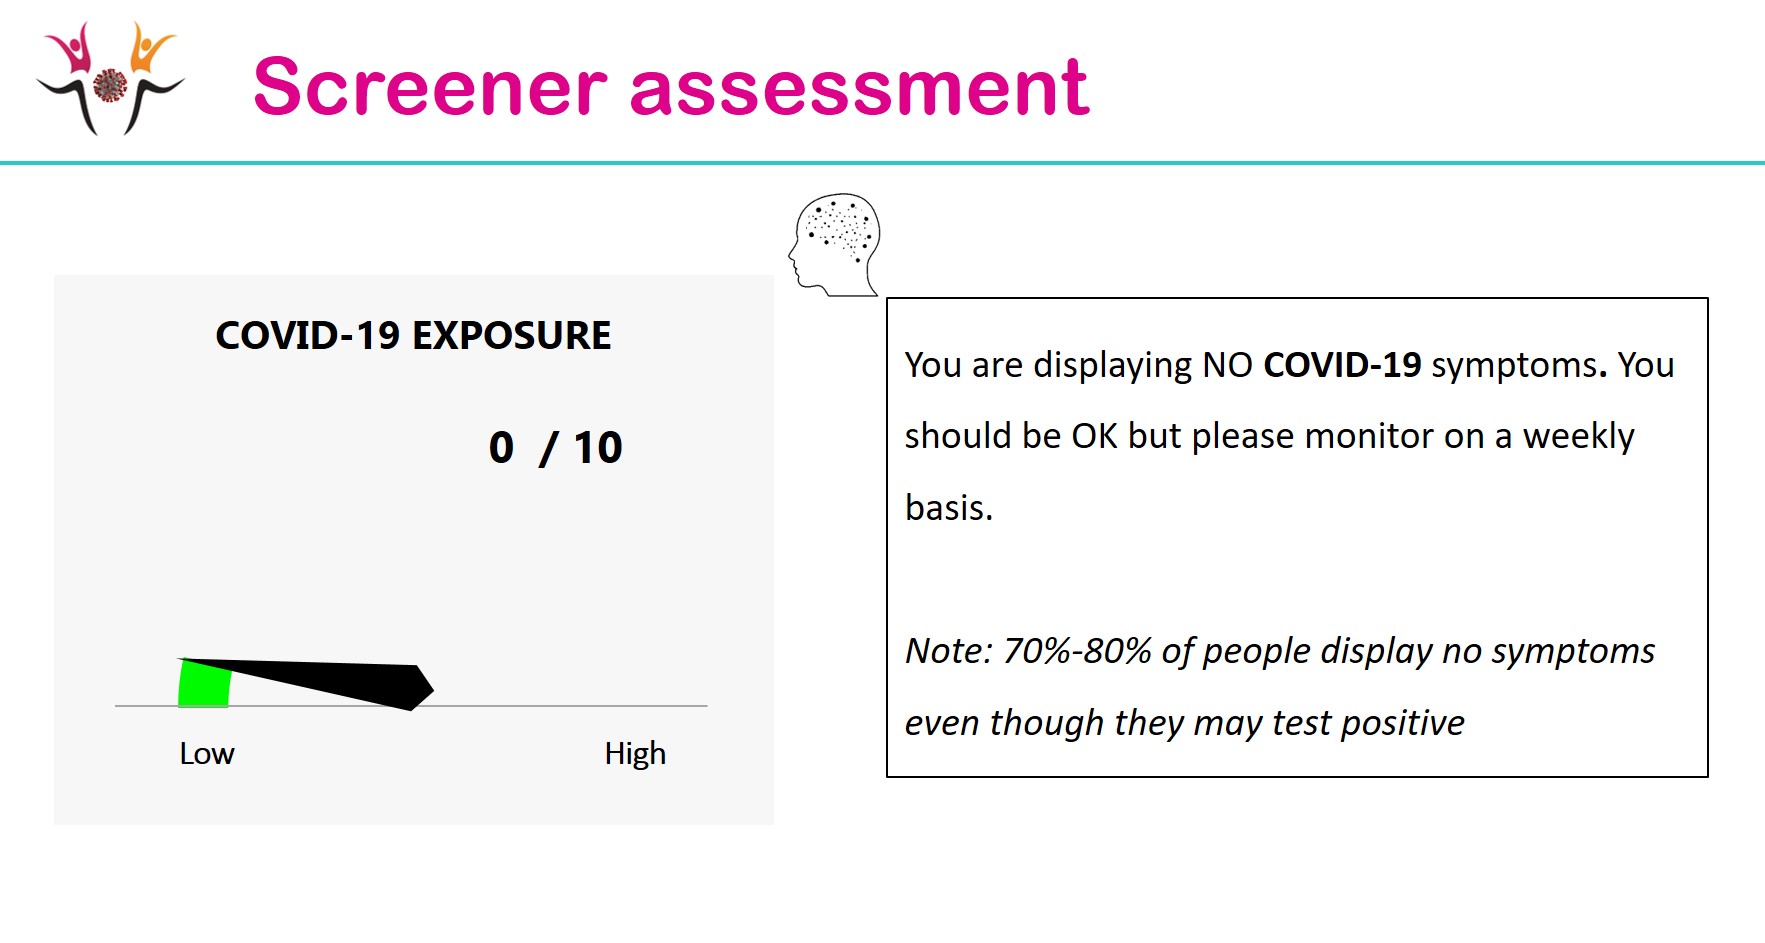 Screener assessment
COVID-19 EXPOSURE
0 / 10
Low
High
You are displaying NO COVID-19 symptoms. You
should be OK but please monitor on a weekly
basis.
Note: 70%-80% of people display no symptoms
even though they may test positive